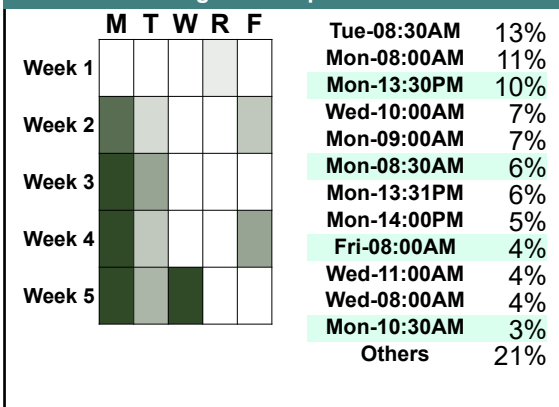 M T W R F
Week 1
Week 2
Week 3
Week 4
Week 5
Tue-08:30AM 13%
Mon-08:00AM 11%
Mon-13:30PM 10%
Wed-10:00AM 7%
Mon-09:00AM 7%
Mon-08:30AM 6%
Mon-13:31PM 6%
Mon-14:00PM 5%
Fri-08:00AM 4%
Wed-11:00AM 4%
Wed-08:00AM 4%
Mon-10:30AM 3%
Others 21%